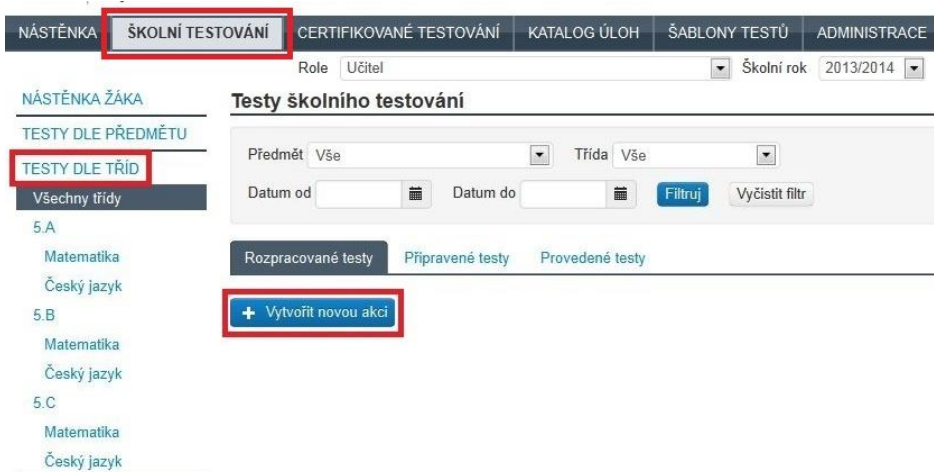 NÁSTĚNKA ŠKOLNÍ TESTOVÁNÍ CERTIFIKOVANÉ TESTOVÁNÍ KATALOG ÚLOH ŠABLONY TESTŮ ADMINISTRACE
Role Učitel Školní rok 2013/2014
NÁSTĚNKA ŽÁKA
TESTY DLE PŘEDMĚTU
TESTY DLE TŘÍD
Všechny třídy
5.A
Matematika
Český jazyk
5.B
Matematika
Český jazyk
5.C
Matematika
Český jazyk
Testy školního testování
Předmět Vše Třída Vše
Datum od Datum do Filtruj Vyčistit filtr
Rozpracované testy Připravené testy Provedené testy
+ Vytvořit novou akci